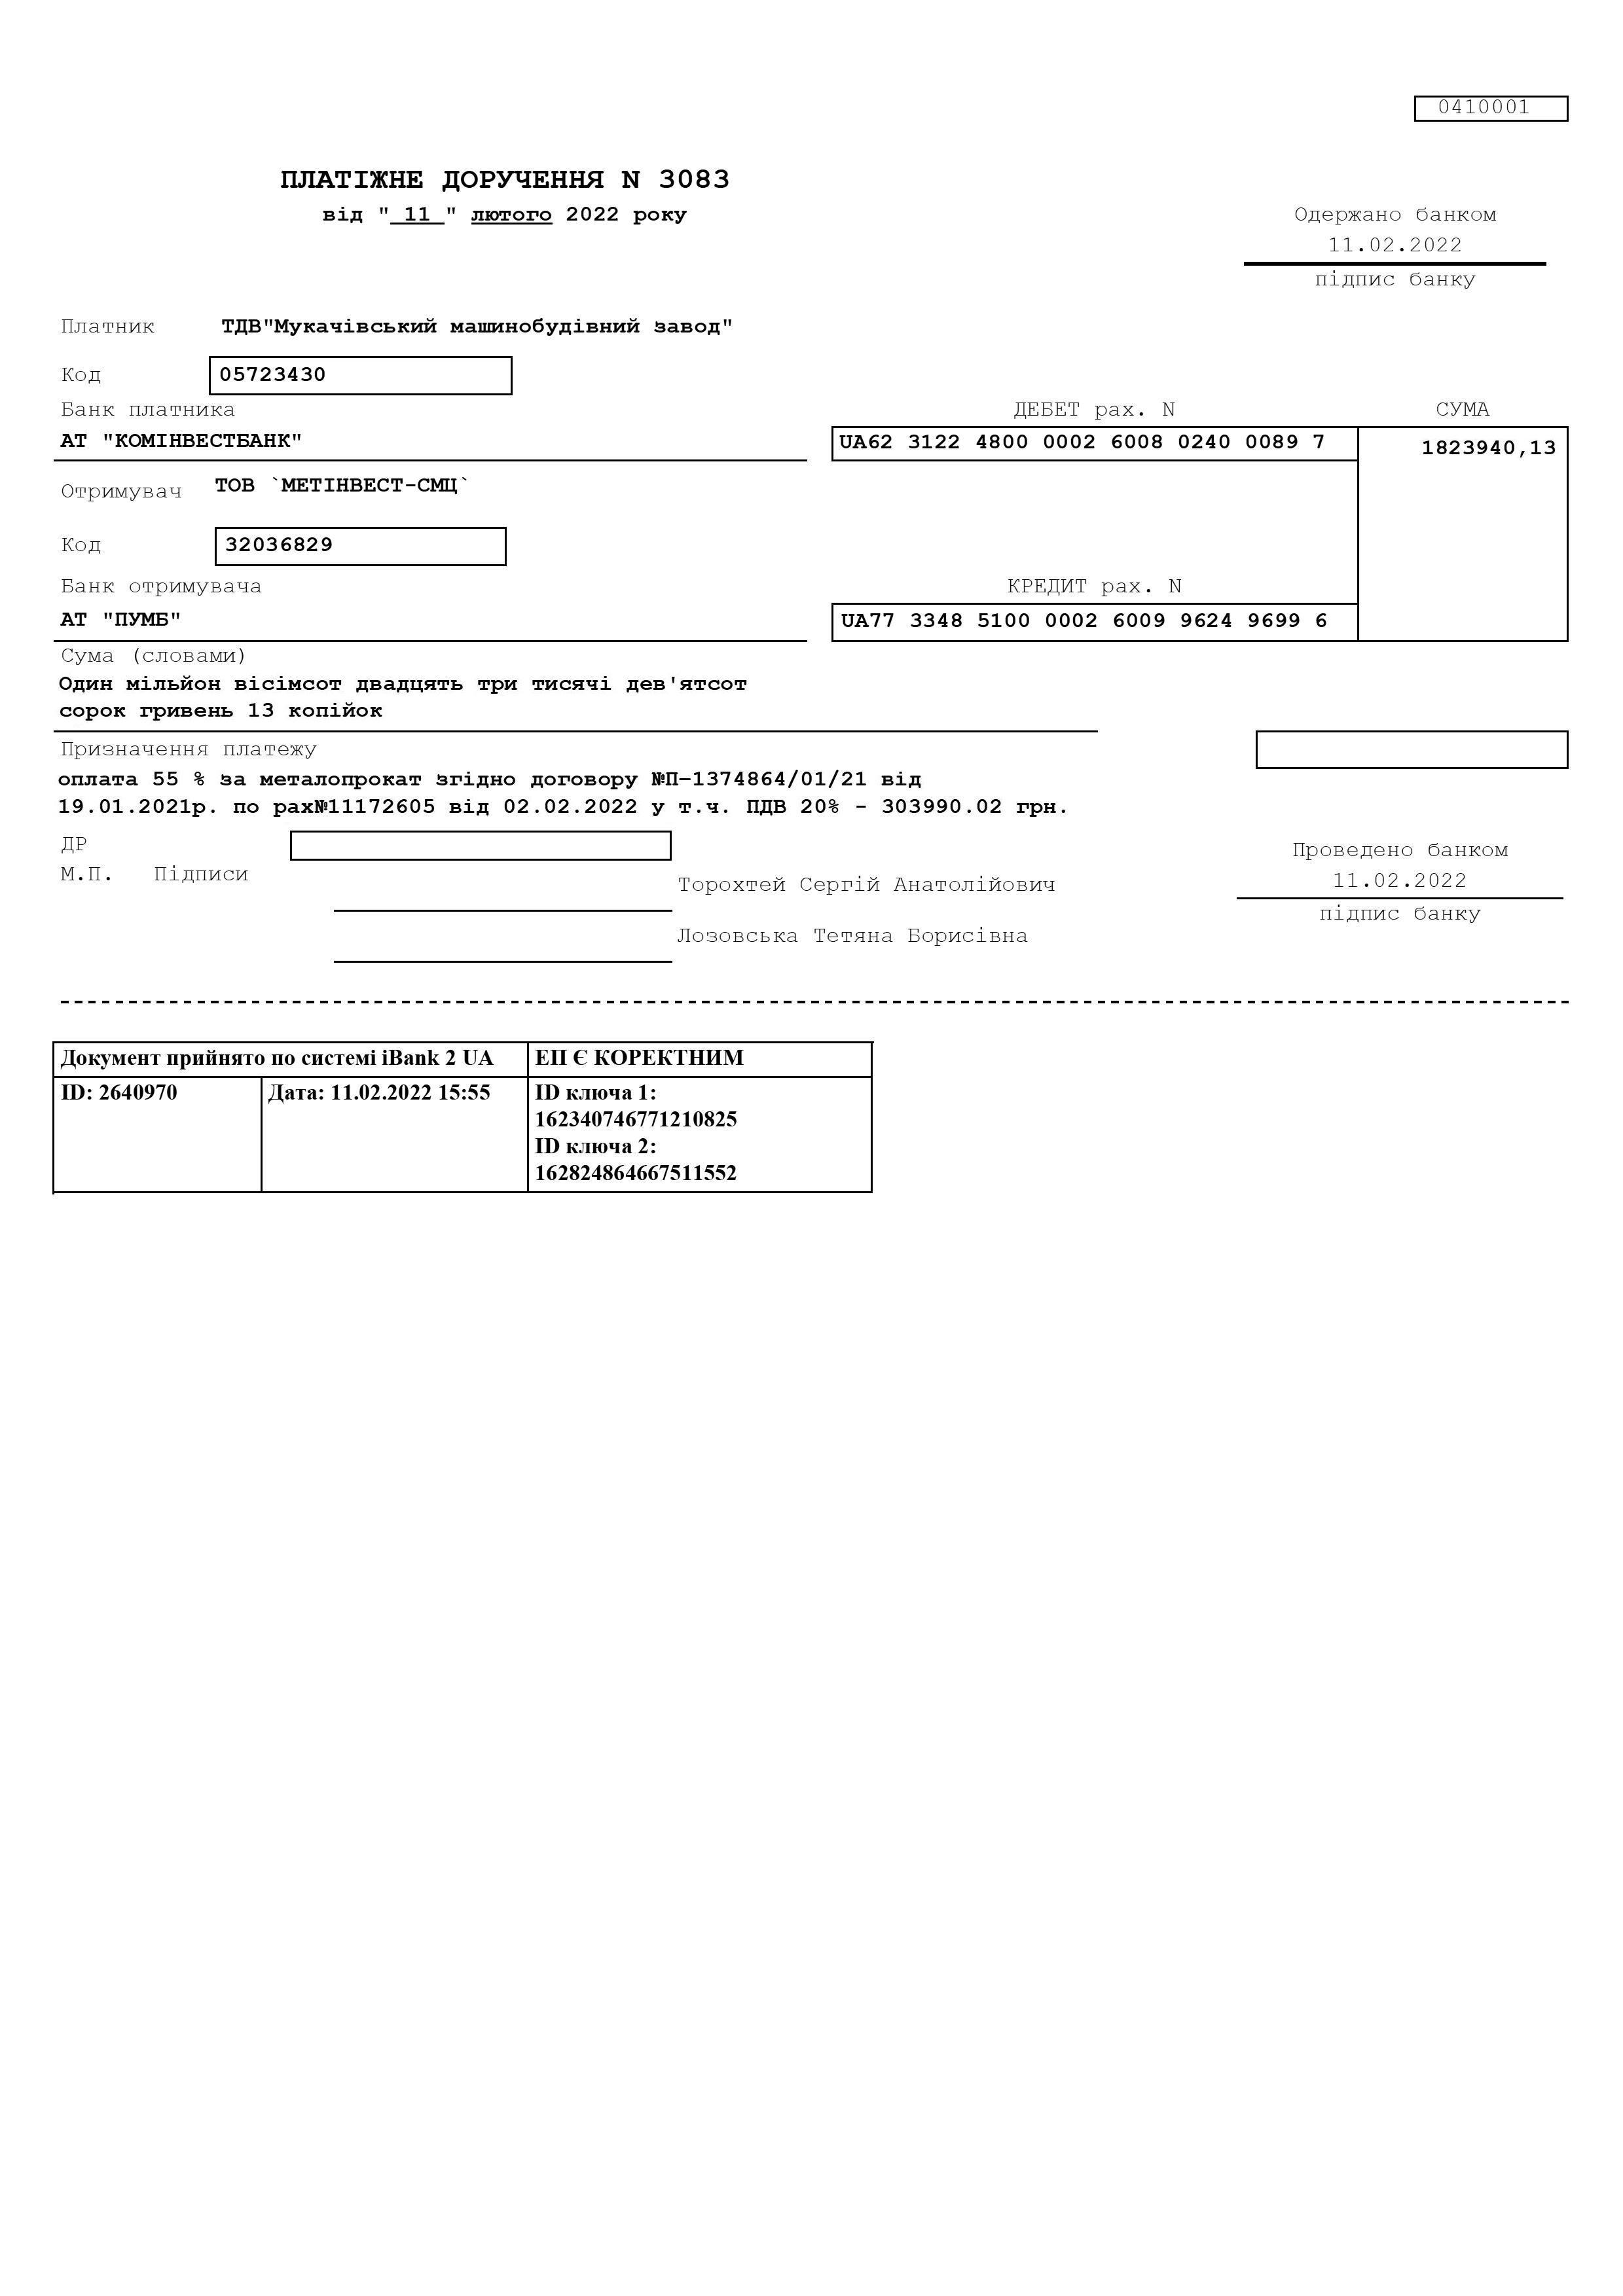 0410001
ПЛАТІЖНЕ ДОРУЧЕННЯ N 3083
від " 11 " лютого 2022 року
Одержано банком
11.02.2022
підпис банку
Платник ТДВ"Мукачівський машинобудівний завод"
Код 05723430
Банк платника ДЕБЕТ рах. N СУМА
АТ "КОМІНВЕСТБАНК" UA62 3122 4800 0002 6008 0240 0089 7 1823940,13
Отримувач ТОВ `МЕТІНВЕСТ-СМЦ`
Код 32036829
Банк отримувача КРЕДИТ рах. N
АТ "ПУМБ" UA77 3348 5100 0002 6009 9624 9699 6
Сума (словами)
Один мільйон вісімсот двадцять три тисячі дев'ятсот
сорок гривень 13 копійок
Призначення платежу
оплата 55 % за металопрокат згідно договору №П-1374864/01/21 від
19.01.2021р. по рах№11172605 від 02.02.2022 у т.ч. ПДВ 20% - 303990.02 грн.
ДР
М.П. Підписи
Торохтей Сергій Анатолійович
Лозовська Тетяна Борисівна
Проведено банком
11.02.2022
підпис банку
Документ прийнято по системі iBank 2 UA ЕП Є КОРЕКТНИМ
ID: 2640970 Дата: 11.02.2022 15:55 ID ключа 1:
162340746771210825
ID ключа 2:
162824864667511552